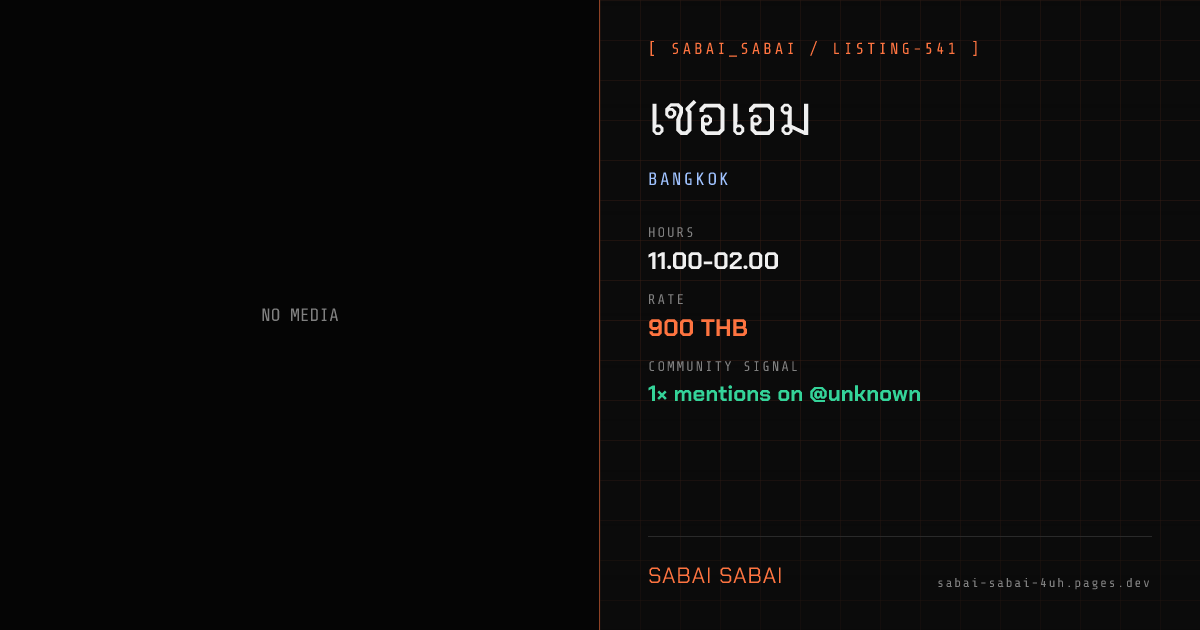 NO MEDIA
[ SABAI_SABAI / LISTING-541 ]
เชอเอม
BANGKOK
HOURS
11.00-02.00
RATE
900 THB
COMMUNITY SIGNAL
1× mentions on @unknown
SABAI SABAI
sabai-sabai-4uh.pages.dev